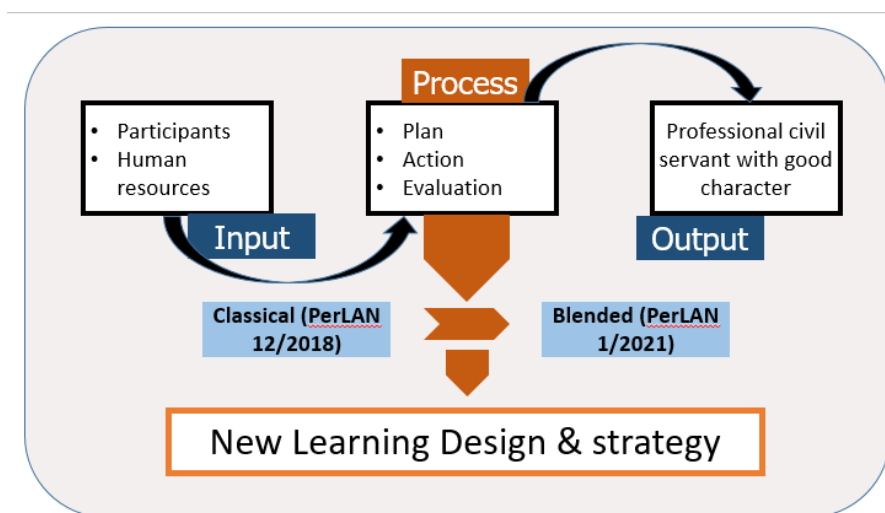 Process
• Participants
• Human
resources
Input
• Plan
• Action
• Evaluation
Professional civil
servant with good
character
Output
Classical (PerLAN
12/2018)
Blended (PerLAN
1/2021)
New Learning Design & strategy